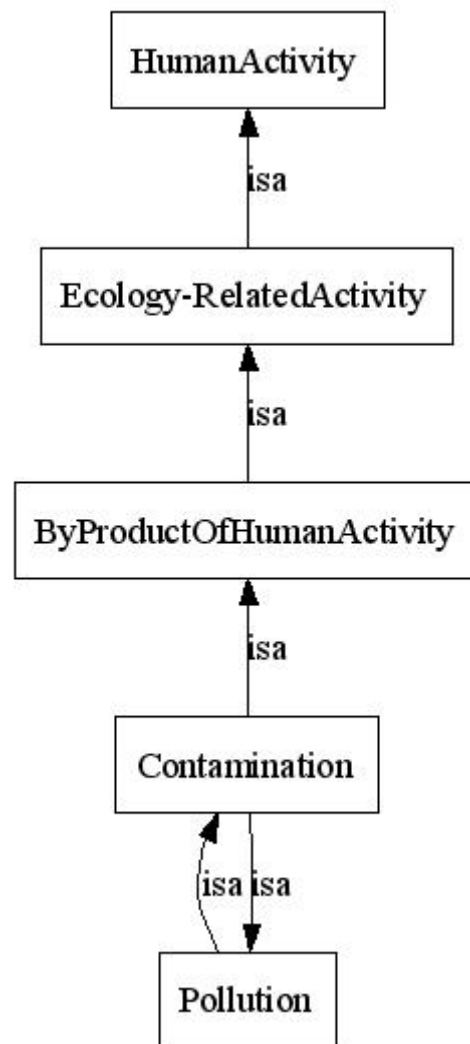 HumanActivity
isa
Ecology-RelatedActivity
isa
ByProductOfHumanActivity
isa
Contamination
isa isa
Pollution